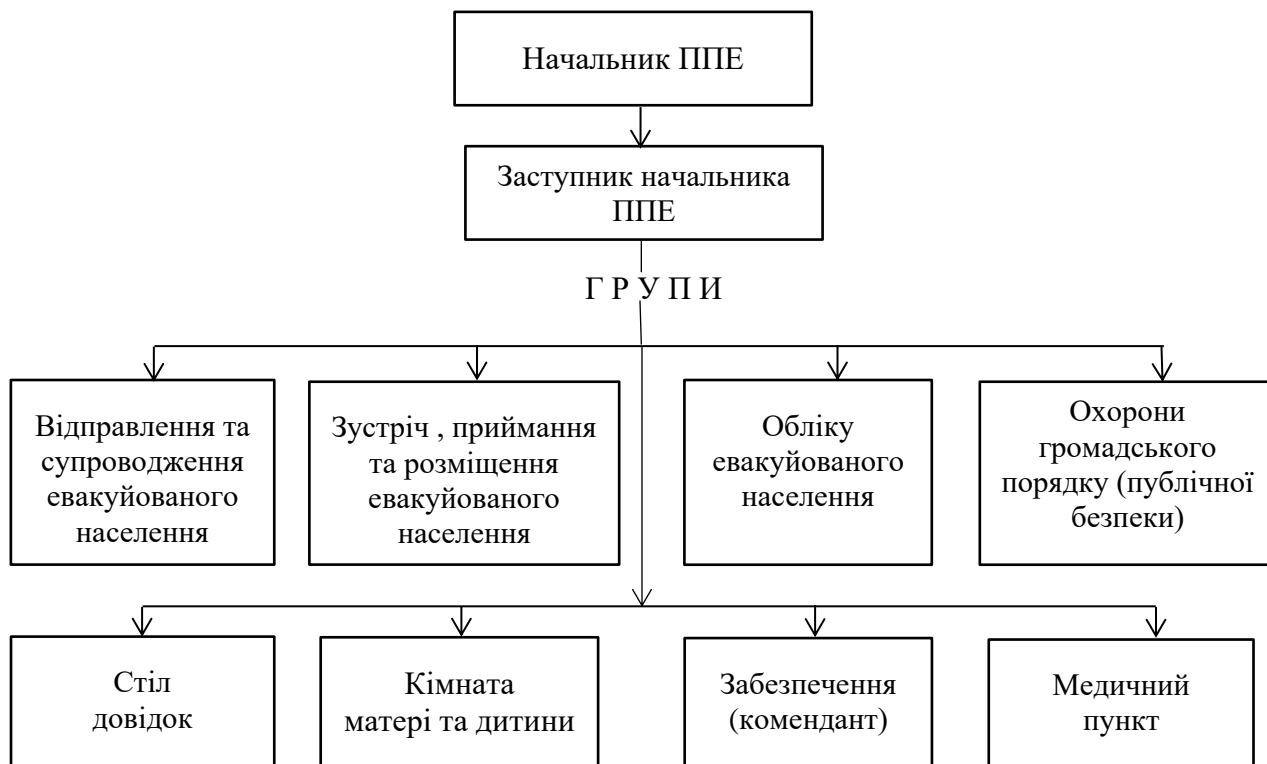 Начальник ППЕ
Заступник начальника
ППЕ
Г Р У П И
Відправлення та
супроводження
евакуйованого
населення
Зустріч , приймання
та розміщення
евакуйованого
населення
Обліку
евакуйованого
населення
Охорони
громадського
порядку (публічної
безпеки)
Стіл
довідок
Кімната
матері та дитини
Забезпечення
(комендант)
Медичний
пункт